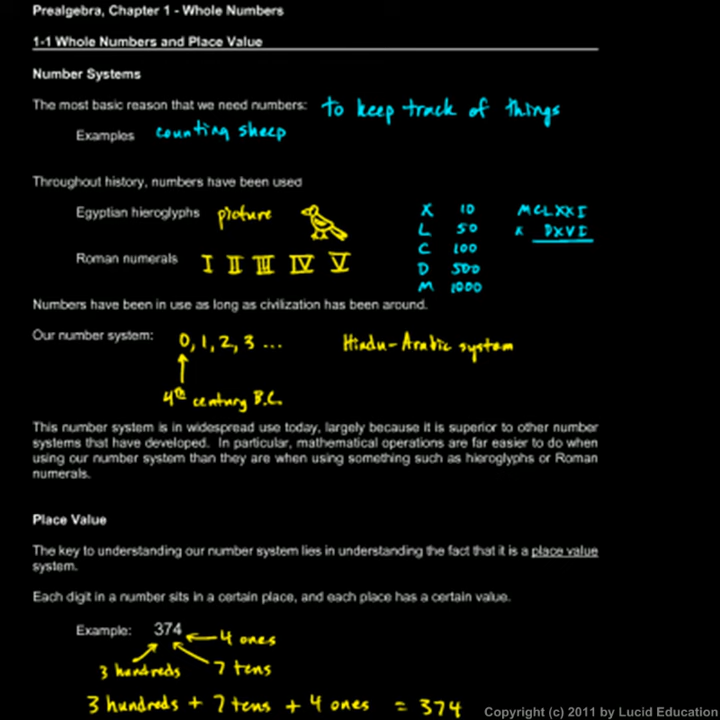 Prealgebra, Chapter 1 - Whole Numbers
1-1 Whole Numbers and Place Value
Number Systems
The most basic reason that we need numbers: to keep track of things
Examples counting sheep
Throughout history, numbers have been used
Egyptian hieroglyphs picture
Roman numerals I II III IV V
X 10
L 50
C 100
D 500
M 1000
MCLXXI
x DXVI
Numbers have been in use as long as civilization has been around.
Our number system: 0, 1, 2, 3 ... Hindu-Arabic system
4th century B.C.
This number system is in widespread use today, largely because it is superior to other number
systems that have developed. In particular, mathematical operations are far easier to do when
using our number system than they are when using something such as hieroglyphs or Roman
numerals.
Place Value
The key to understanding our number system lies in understanding the fact that it is a place value
system.
Each digit in a number sits in a certain place, and each place has a certain value.
Example: 374 4 ones
3 hundreds 7 tens
3 hundreds + 7 tens + 4 ones = 374
Copyright (c) 2011 by Lucid Education